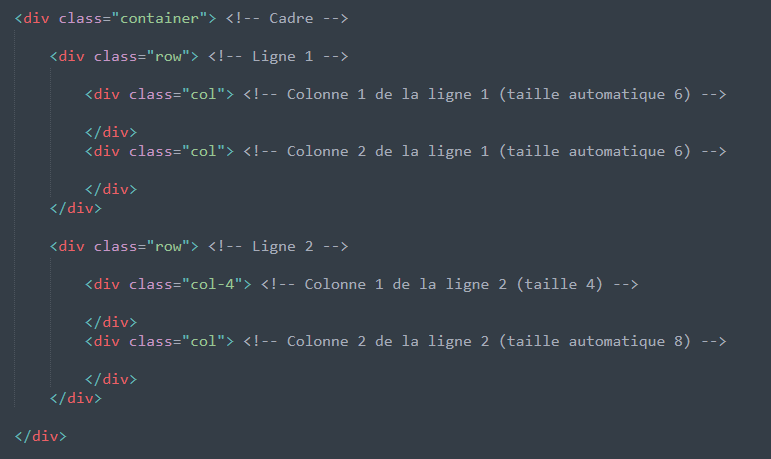 <div class="container"> <!-- Cadre -->
<div class="row"> <!-- Ligne 1 -->
<div class="col"> <!-- Colonne 1 de la ligne 1 (taille automatique 6) -->
</div>
<div class="col"> <!-- Colonne 2 de la ligne 1 (taille automatique 6) -->
</div>
</div>
<div class="row"> <!-- Ligne 2 -->
<div class="col-4"> <!-- Colonne 1 de la ligne 2 (taille 4) -->
</div>
<div class="col"> <!-- Colonne 2 de la ligne 2 (taille automatique 8) -->
</div>
</div>
</div>